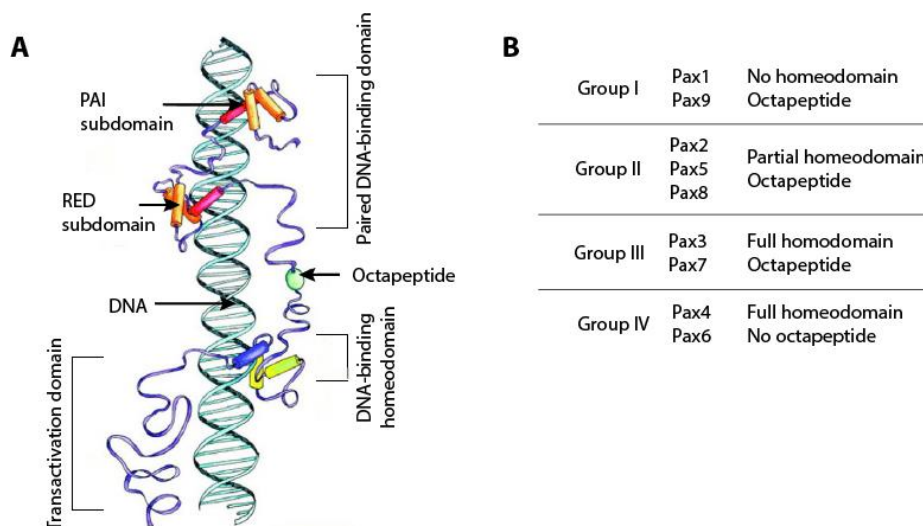 A
PAI
subdomain
RED
subdomain
DNA
Transactivation domain
Paired DNA-binding domain
Octapeptide
DNA-binding
homeodomain
B
Group I
Pax1
Pax9
No homeodomain
Octapeptide
Group II
Pax2
Pax5
Pax8
Partial homeodomain
Octapeptide
Group III
Pax3
Pax7
Full homodomain
Octapeptide
Group IV
Pax4
Pax6
Full homeodomain
No octapeptide